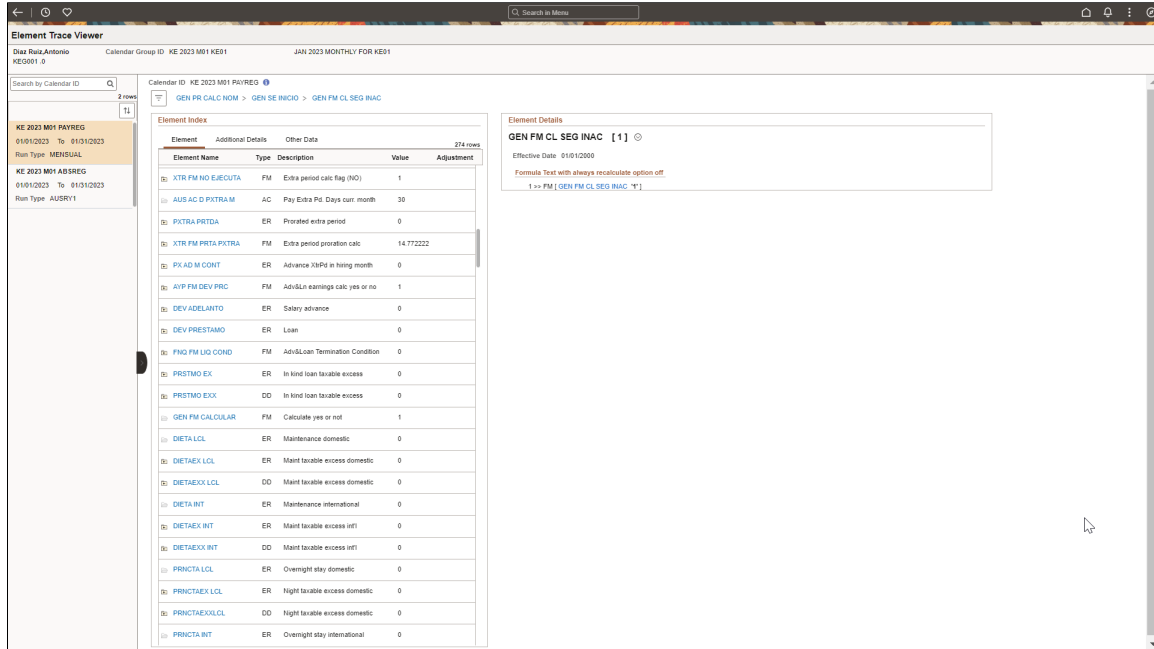 Search in Menu
Element Trace Viewer
Diaz Ruiz,Antonio
KEG001 .0
Calendar Group ID KE 2023 M01 KE01
JAN 2023 MONTHLY FOR KE01
Search by Calendar ID
2 rows
KE 2023 M01 PAYREG
01/01/2023 To 01/31/2023
Run Type MENSUAL
KE 2023 M01 ABSREG
01/01/2023 To 01/31/2023
Run Type AUSRY1
Calendar ID KE 2023 M01 PAYREG
GEN PR CALC NOM > GEN SE INICIO > GEN FM CL SEG INAC
Element Index
Element Additional Details Other Data
274 rows
Element Name Type Description Value Adjustment
XTR FM NO EJECUTA FM Extra period calc flag (NO) 1
AUS AC D PXTRA M AC Pay Extra Pd. Days curr. month 30
PXTRA PRTDA ER Prorated extra period 0
XTR FM PRTA PXTRA FM Extra period proration calc 14.772222
PX AD M CONT ER Advance XtrPd in hiring month 0
AYP FM DEV PRC FM Adv&Ln earnings calc yes or no 1
DEV ADELANTO ER Salary advance 0
DEV PRESTAMO ER Loan 0
FNQ FM LIQ COND FM Adv&Loan Termination Condition 0
PRSTMO EX ER In kind loan taxable excess 0
PRSTMO EXX DD In kind loan taxable excess 0
GEN FM CALCULAR FM Calculate yes or not 1
DIETA LCL ER Maintenance domestic 0
DIETAEX LCL ER Maint taxable excess domestic 0
DIETAEXX LCL DD Maint taxable excess domestic 0
DIETA INT ER Maintenance international 0
DIETAEX INT ER Maint taxable excess int'l 0
DIETAEXX INT DD Maint taxable excess int'l 0
PRNCTA LCL ER Overnight stay domestic 0
PRNCTAEX LCL ER Night taxable excess domestic 0
PRNCTAEXXLCL DD Night taxable excess domestic 0
PRNCTA INT ER Overnight stay international 0
Element Details
GEN FM CL SEG INAC [ 1 ]
Effective Date 01/01/2000
Formula Text with always recalculate option off
1 >> FM [ GEN FM CL SEG INAC "1" ]